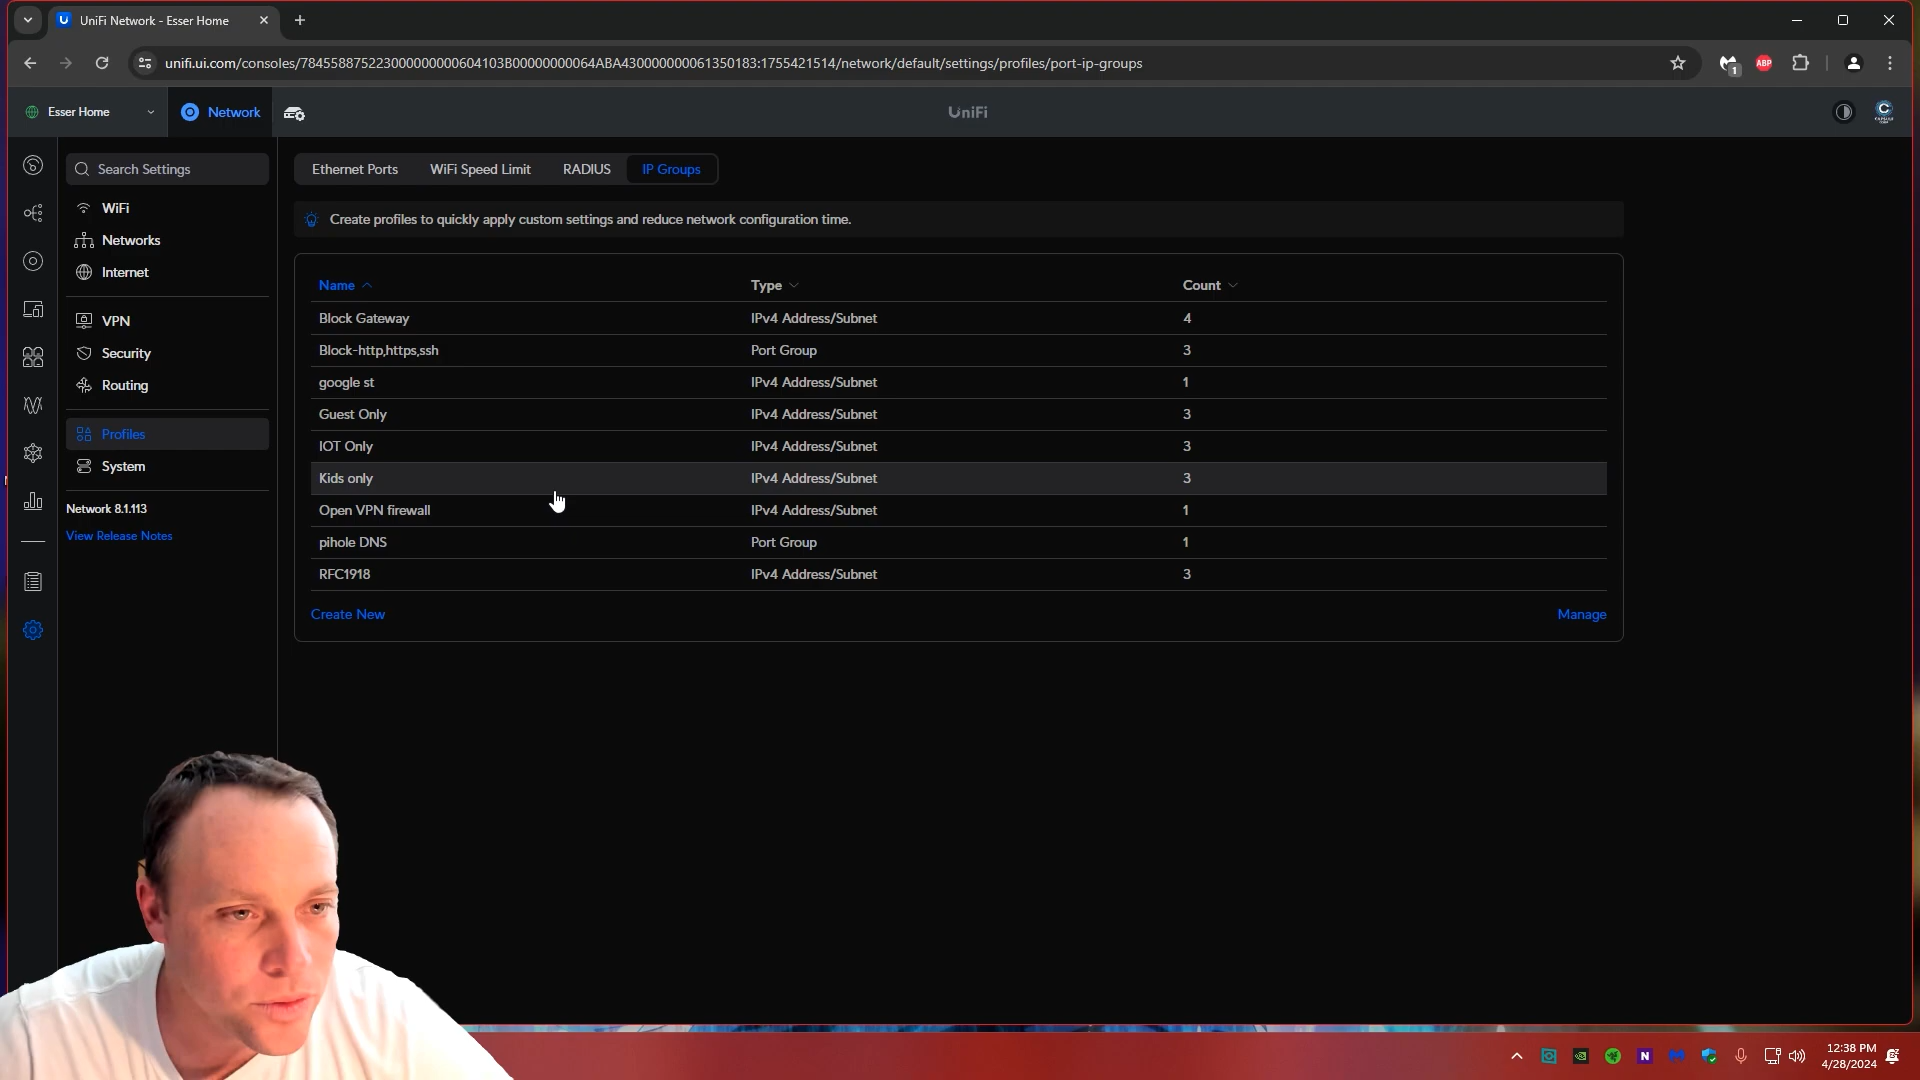 UniFi Network - Esser Home
unifi.ui.com/consoles/784558875223000000000604103B00000000064ABA430000000061350183:1755421514/network/default/settings/profiles/port-ip-groups
1
ABP
Esser Home
Network
UniFi
Search Settings
WiFi
Networks
Internet
VPN
Security
Routing
Profiles
System
Network 8.1.113
View Release Notes
Ethernet Ports WiFi Speed Limit RADIUS IP Groups
Create profiles to quickly apply custom settings and reduce network configuration time.
Name Type Count
Block Gateway IPv4 Address/Subnet 4
Block-http,https,ssh Port Group 3
google st IPv4 Address/Subnet 1
Guest Only IPv4 Address/Subnet 3
IOT Only IPv4 Address/Subnet 3
Kids only IPv4 Address/Subnet 3
Open VPN firewall IPv4 Address/Subnet 1
pihole DNS Port Group 1
RFC1918 IPv4 Address/Subnet 3
Create New Manage
N
12:38 PM
4/28/2024